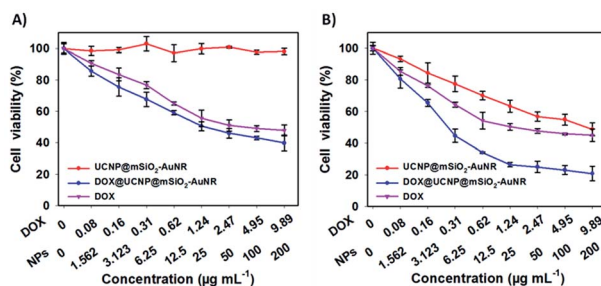 A)
Cell viability (%)
100
80
60
40
20
0
UCNP@mSiO₂-AuNR
DOX@UCNP@mSiO₂-AuNR
DOX
DOX 0 0.08 0.16 0.31 0.62 1.24 2.47 4.95 9.89
NPs 0 1.562 3.123 6.25 12.5 25 50 100 200
Concentration (µg mL⁻¹)
B)
Cell viability (%)
100
80
60
40
20
0
UCNP@mSiO₂-AuNR
DOX@UCNP@mSiO₂-AuNR
DOX
DOX 0 0.08 0.16 0.31 0.62 1.24 2.47 4.95 9.89
NPs 0 1.562 3.123 6.25 12.5 25 50 100 200
Concentration (µg mL⁻¹)